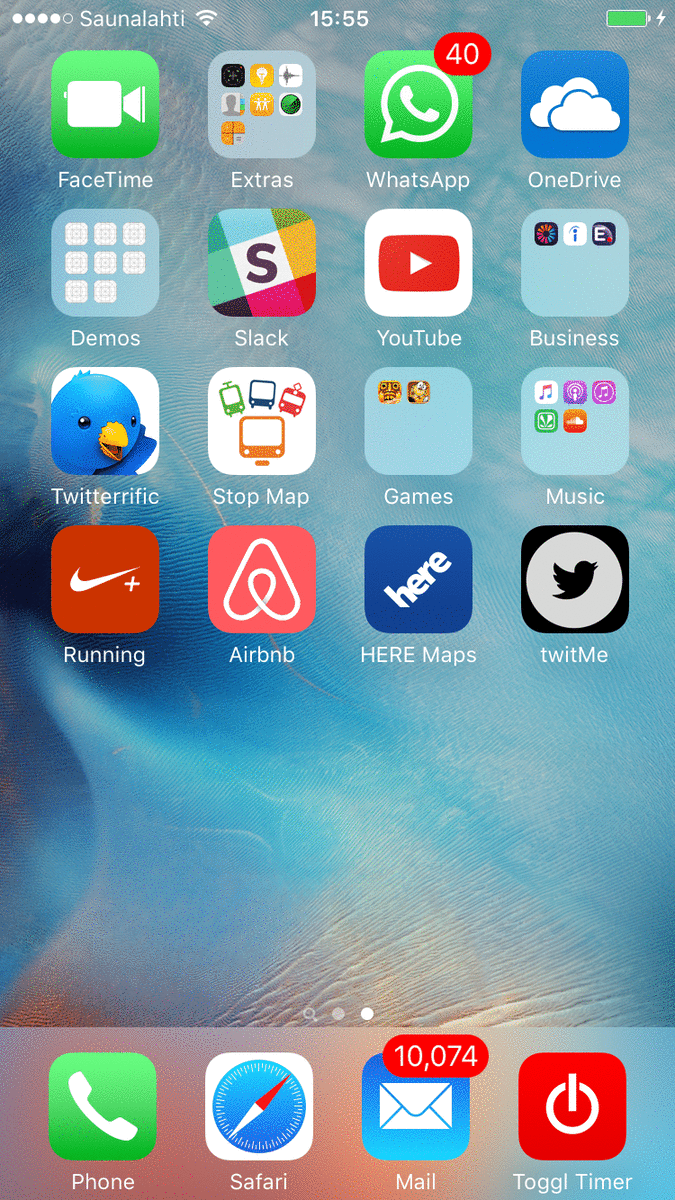 Saunalahti 15:55
40
FaceTime Extras WhatsApp OneDrive
S
Demos Slack YouTube Business
Twitterrific Stop Map Games Music
here
Running Airbnb HERE Maps twitMe
10,074
Phone Safari Mail Toggl Timer